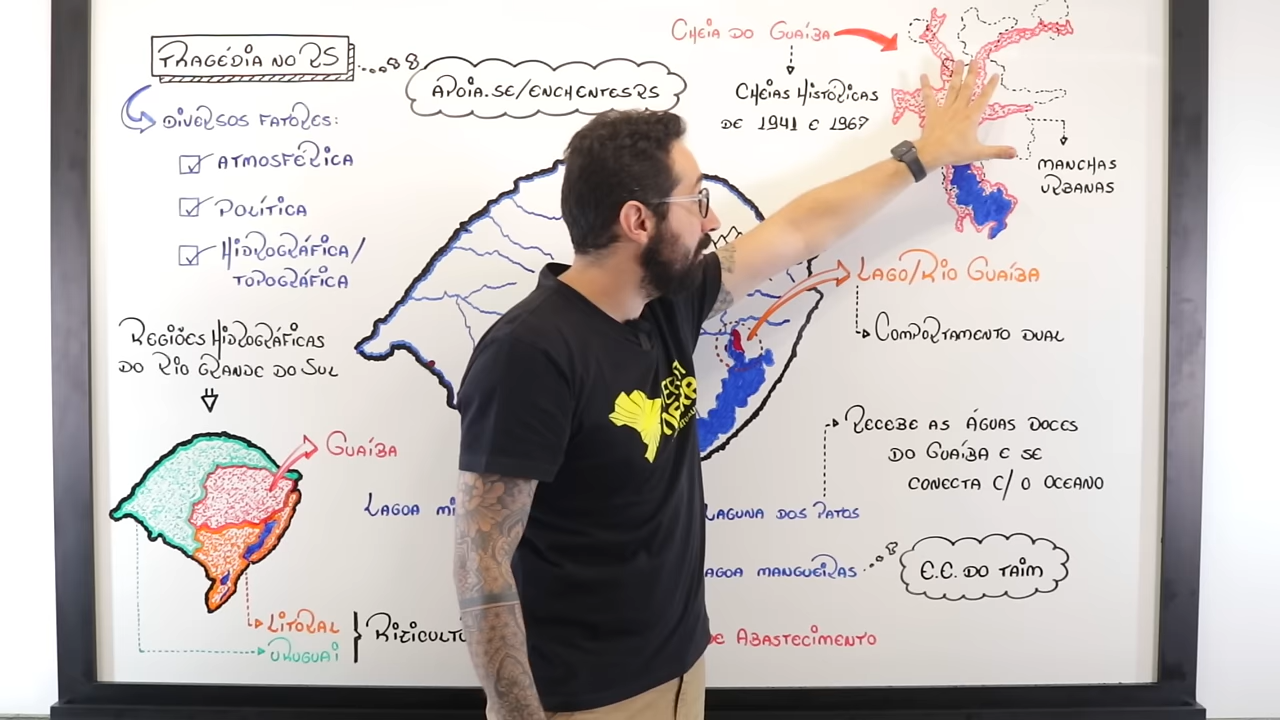 TRAGÉDIA NO RS
APOIA.SE/ENCHENTESRS
DIVERSOS FATORES:
ATMOSFÉRICA
POLÍTICA
HIDROGRÁFICA/
TOPOGRÁFICA
REGIÕES HIDROGRÁFICAS
DO RIO GRANDE DO SUL
GUAÍBA
LITORAL
URUGUAI
CHEIA DO GUAÍBA
CHEIAS HISTÓRICAS
DE 1941 E 1967
MANCHAS
URBANAS
LAGO/RIO GUAÍBA
COMPORTAMENTO DUAL
RECEBE AS ÁGUAS DOCES
DO GUAÍBA E SE
CONECTA C/ O OCEANO
LAGOA
LAGUNA DOS PATOS
MANGUEIRAS
E.E. DO TAIM
ABASTECIMENTO